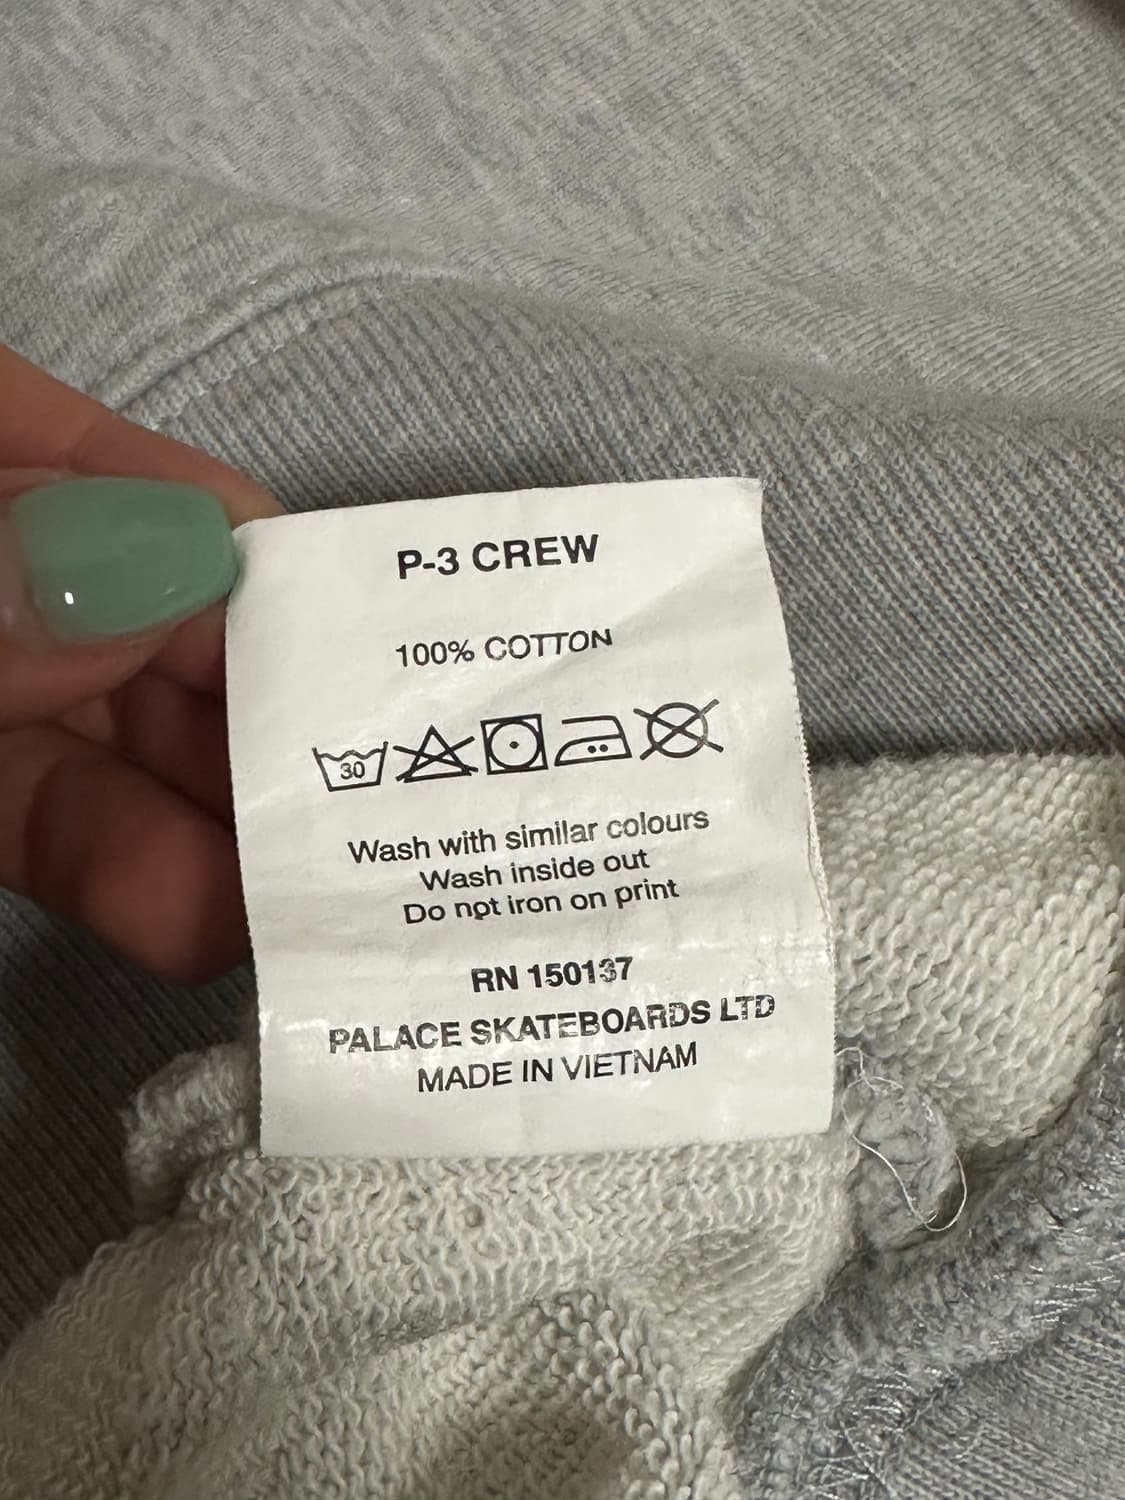 P-3 CREW
100% COTTON
30
Wash with similar colours
Wash inside out
Do not iron on print
RN 150137
PALACE SKATEBOARDS LTD
MADE IN VIETNAM